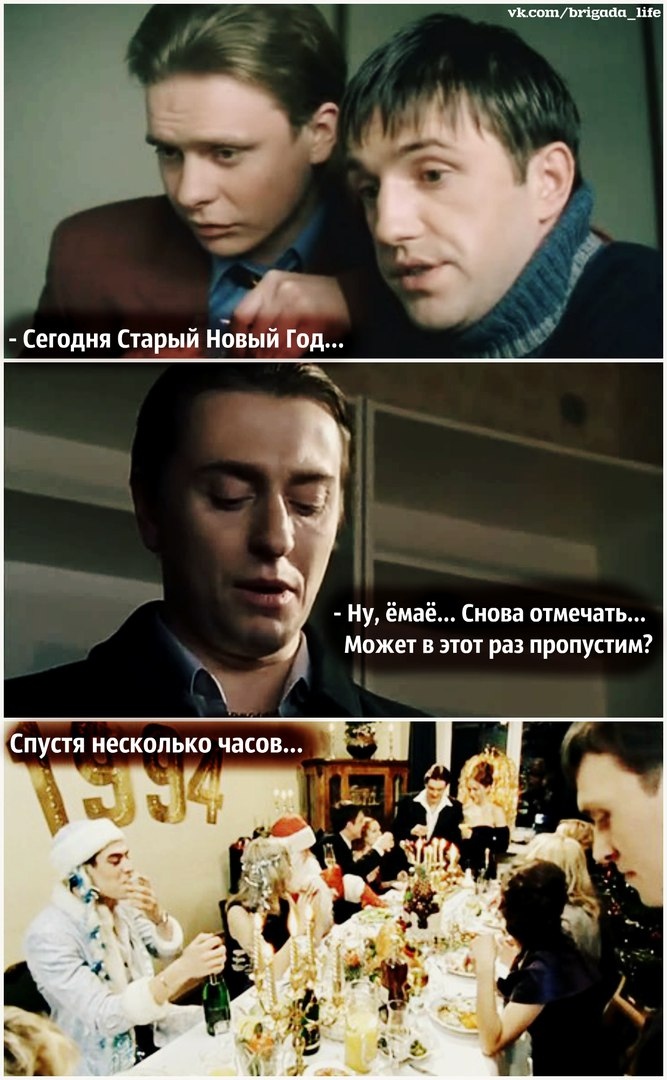 vk.com/brigada_life
- Сегодня Старый Новый Год...
- Ну, ёмаё... Снова отмечать...
Может в этот раз пропустим?
Спустя несколько часов...
1994